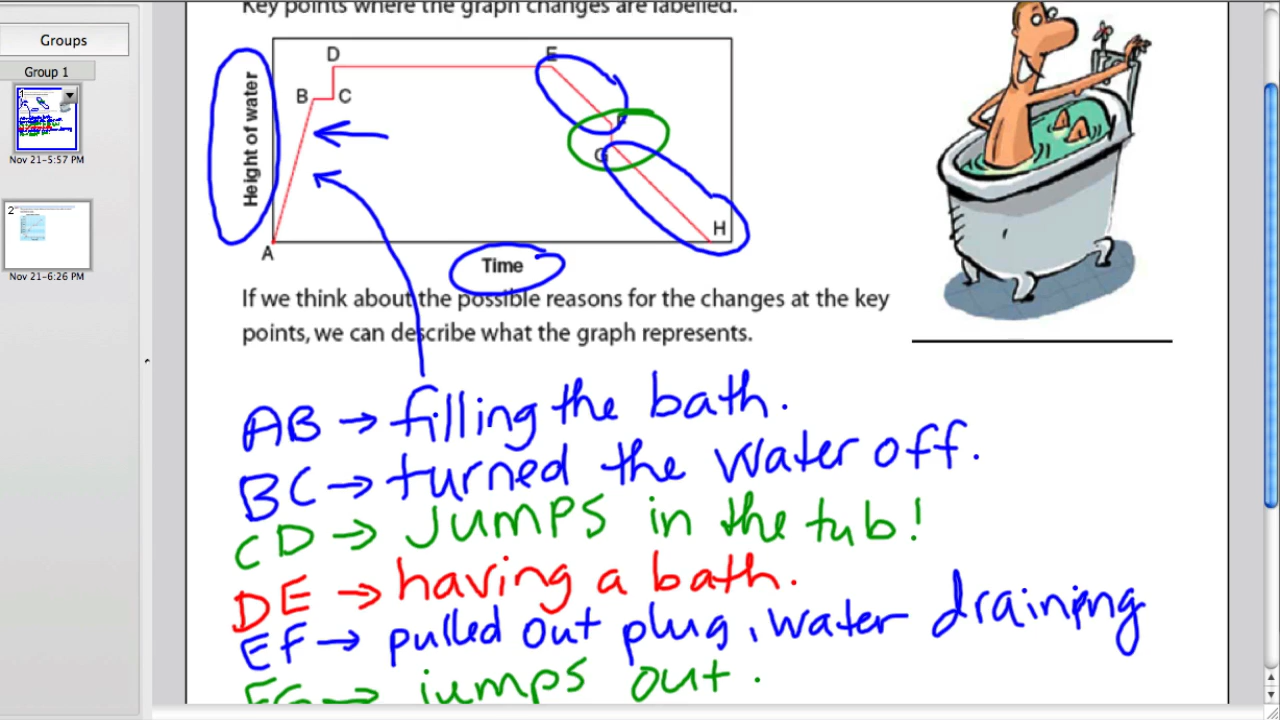 Key points where the graph changes are labelled.
Groups
Group 1
1
Nov 21-5:57 PM
2
Nov 21-6:26 PM
Height of water
D
E
B
C
F
G
H
A
Time
If we think about the possible reasons for the changes at the key
points, we can describe what the graph represents.
AB → filling the bath.
BC → turned the water off.
CD → Jumps in the tub!
DE → having a bath.
EF → pulled out plug, water draining
FG → jumps out.